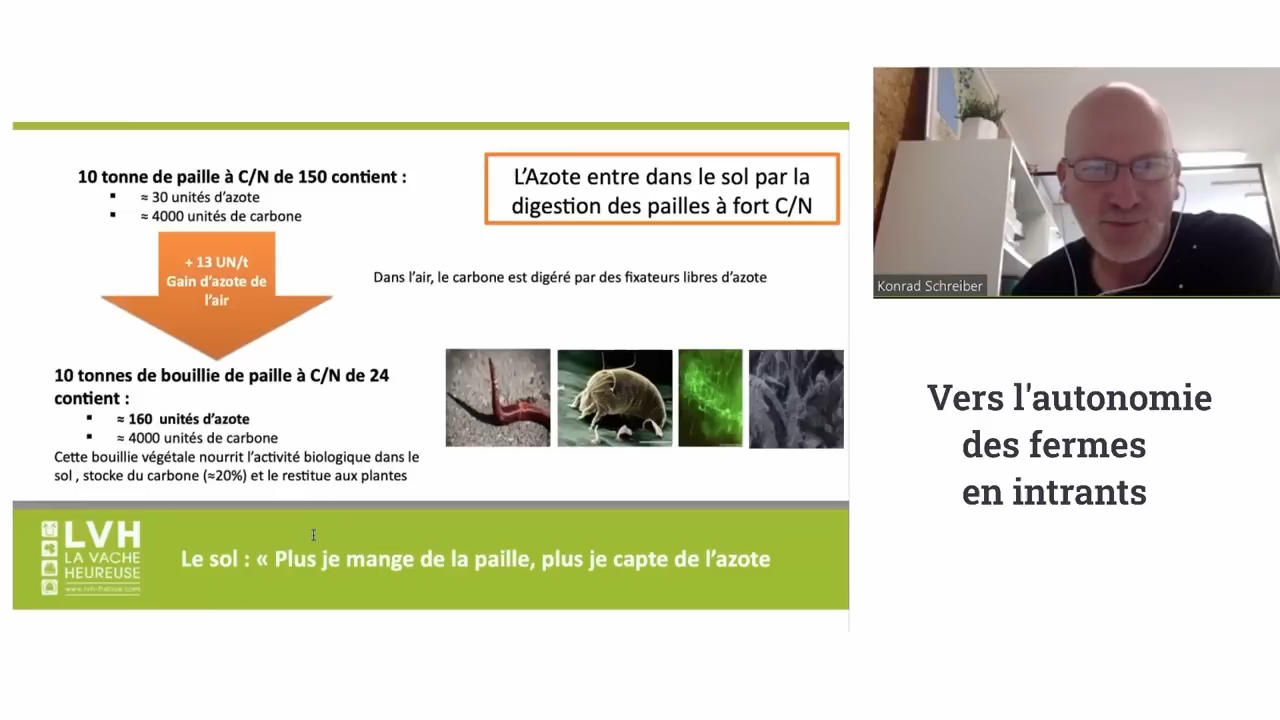 10 tonne de paille à C/N de 150 contient :
▪ ≈ 30 unités d'azote
▪ ≈ 4000 unités de carbone
L'Azote entre dans le sol par la
digestion des pailles à fort C/N
+ 13 UN/t
Gain d'azote de
l'air
Dans l'air, le carbone est digéré par des fixateurs libres d'azote
10 tonnes de bouillie de paille à C/N de 24
contient :
▪ ≈ 160 unités d'azote
▪ ≈ 4000 unités de carbone
Cette bouillie végétale nourrit l'activité biologique dans le
sol , stocke du carbone (≈20%) et le restitue aux plantes
LVH
LA VACHE
HEUREUSE
Le sol : « Plus je mange de la paille, plus je capte de l'azote
Konrad Schreiber
Vers l'autonomie
des fermes
en intrants